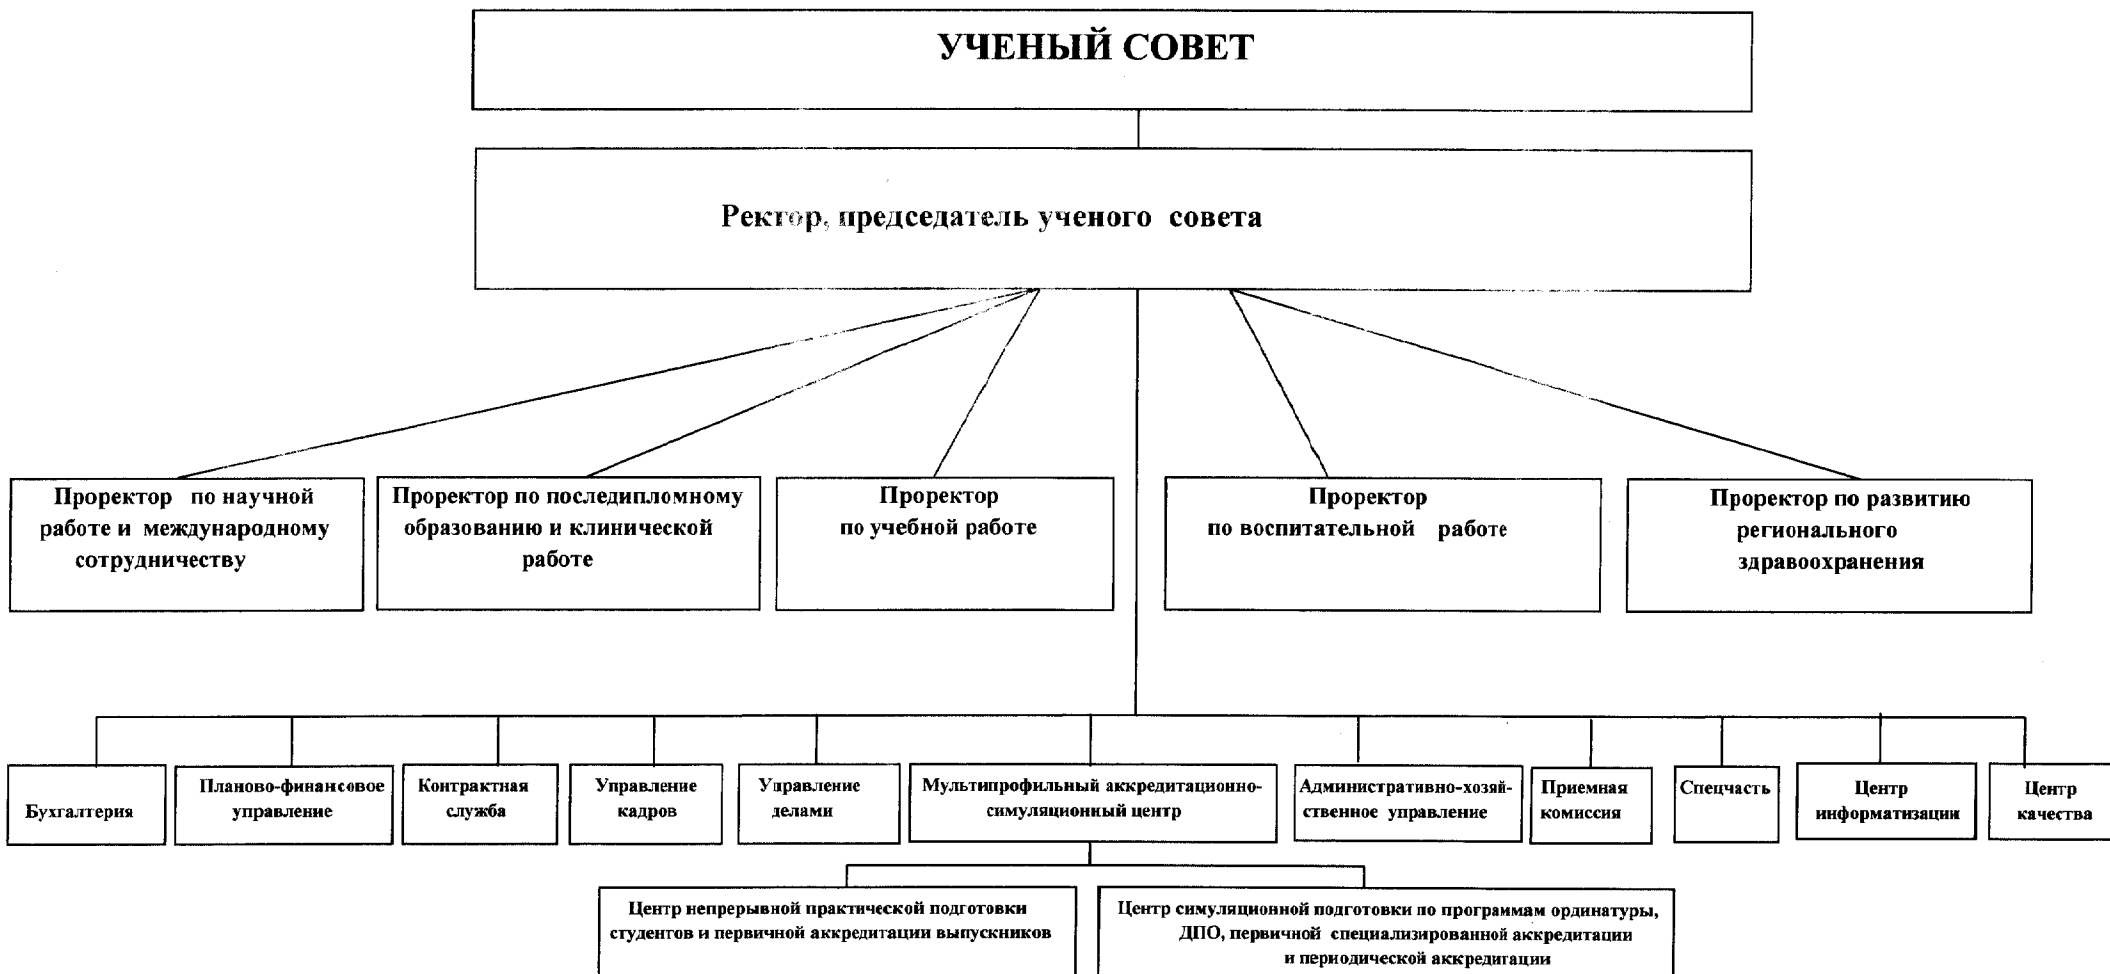 УЧЕНЫЙ СОВЕТ
Ректор, председатель ученого совета
Проректор по научной
работе и международному
сотрудничеству
Проректор по последипломному
образованию и клинической
работе
Проректор
по учебной работе
Проректор
по воспитательной работе
Проректор по развитию
регионального
здравоохранения
Бухгалтерия
Планово-финансовое
управление
Контрактная
служба
Управление
кадров
Управление
делами
Мультипрофильный аккредитационно-
симуляционный центр
Административно-хозяй-
ственное управление
Приемная
комиссия
Спецчасть
Центр
информатизации
Центр
качества
Центр непрерывной практической подготовки
студентов и первичной аккредитации выпускников
Центр симуляционной подготовки по программам ординатуры,
ДПО, первичной специализированной аккредитации
и периодической аккредитации